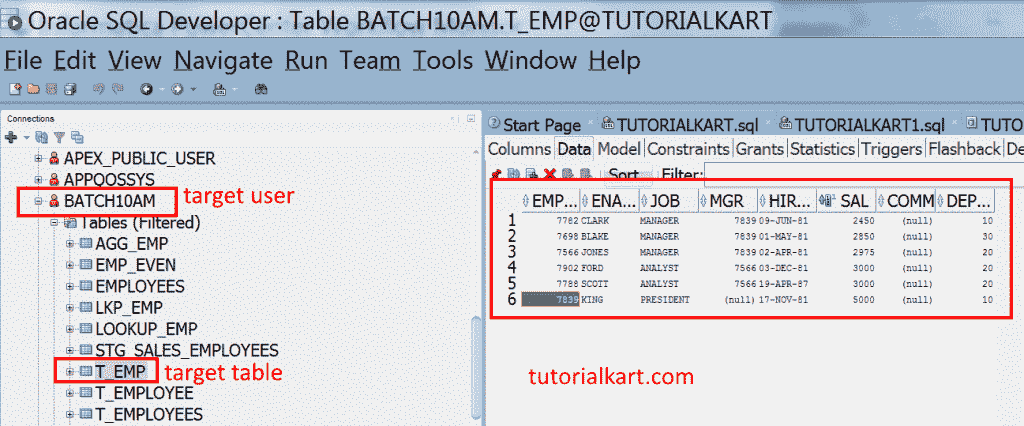 Oracle SQL Developer : Table BATCH10AM.T_EMP@TUTORIALKART
File Edit View Navigate Run Team Tools Window Help
Connections
APEX_PUBLIC_USER
APPQOSSYS
BATCH10AM target user
Tables (Filtered)
AGG_EMP
EMP_EVEN
EMPLOYEES
LKP_EMP
LOOKUP_EMP
STG_SALES_EMPLOYEES
T_EMP target table
T_EMPLOYEE
T_EMPLOYEES
Start Page TUTORIALKART.sql TUTORIALKART1.sql TUTO
Columns Data Model Constraints Grants Statistics Triggers Flashback De
Sort.. Filter:
EMP... ENA... JOB MGR HIR... SAL COMM DEP...
1 7782 CLARK MANAGER 7839 09-JUN-81 2450 (null) 10
2 7698 BLAKE MANAGER 7839 01-MAY-81 2850 (null) 30
3 7566 JONES MANAGER 7839 02-APR-81 2975 (null) 20
4 7902 FORD ANALYST 7566 03-DEC-81 3000 (null) 20
5 7788 SCOTT ANALYST 7566 19-APR-87 3000 (null) 20
6 7839 KING PRESIDENT (null) 17-NOV-81 5000 (null) 10
tutorialkart.com